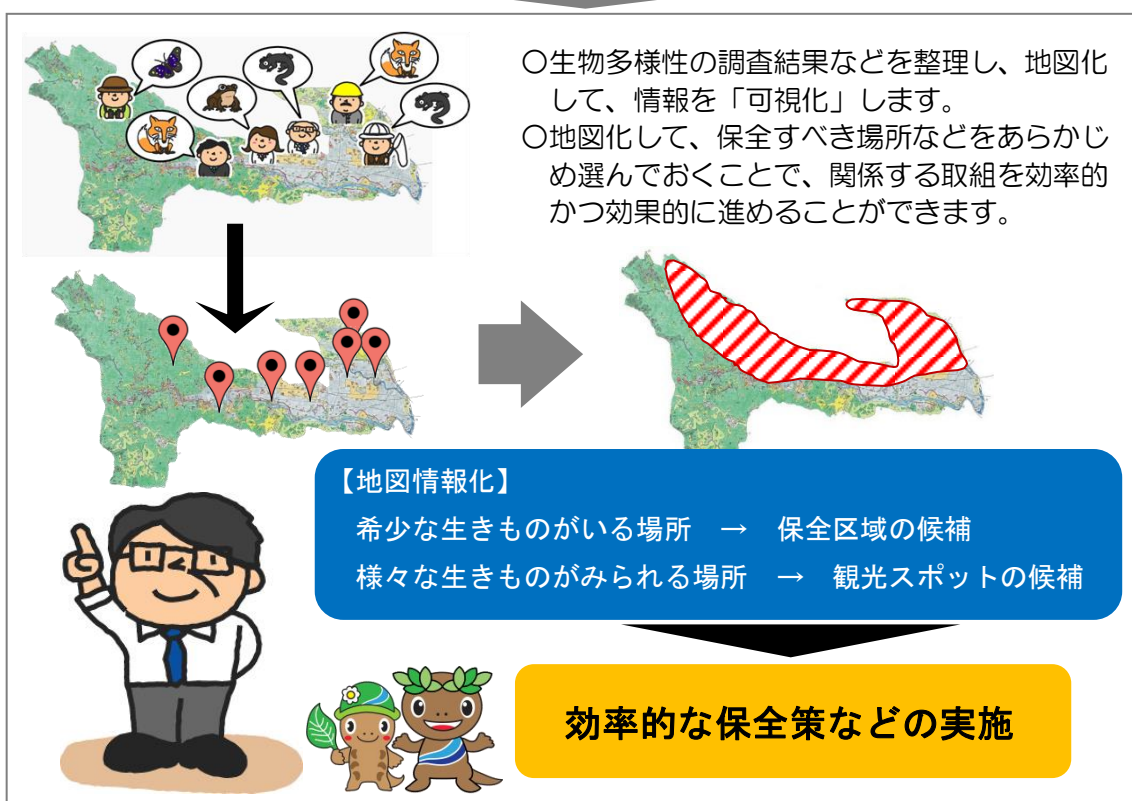 〇生物多様性の調査結果などを整理し、地図化
して、情報を「可視化」します。
〇地図化して、保全すべき場所などをあらかじ
め選んでおくことで、関係する取組を効率的
かつ効果的に進めることができます。
【地図情報化】
希少な生きものがいる場所 → 保全区域の候補
様々な生きものがみられる場所 → 観光スポットの候補
効率的な保全策などの実施